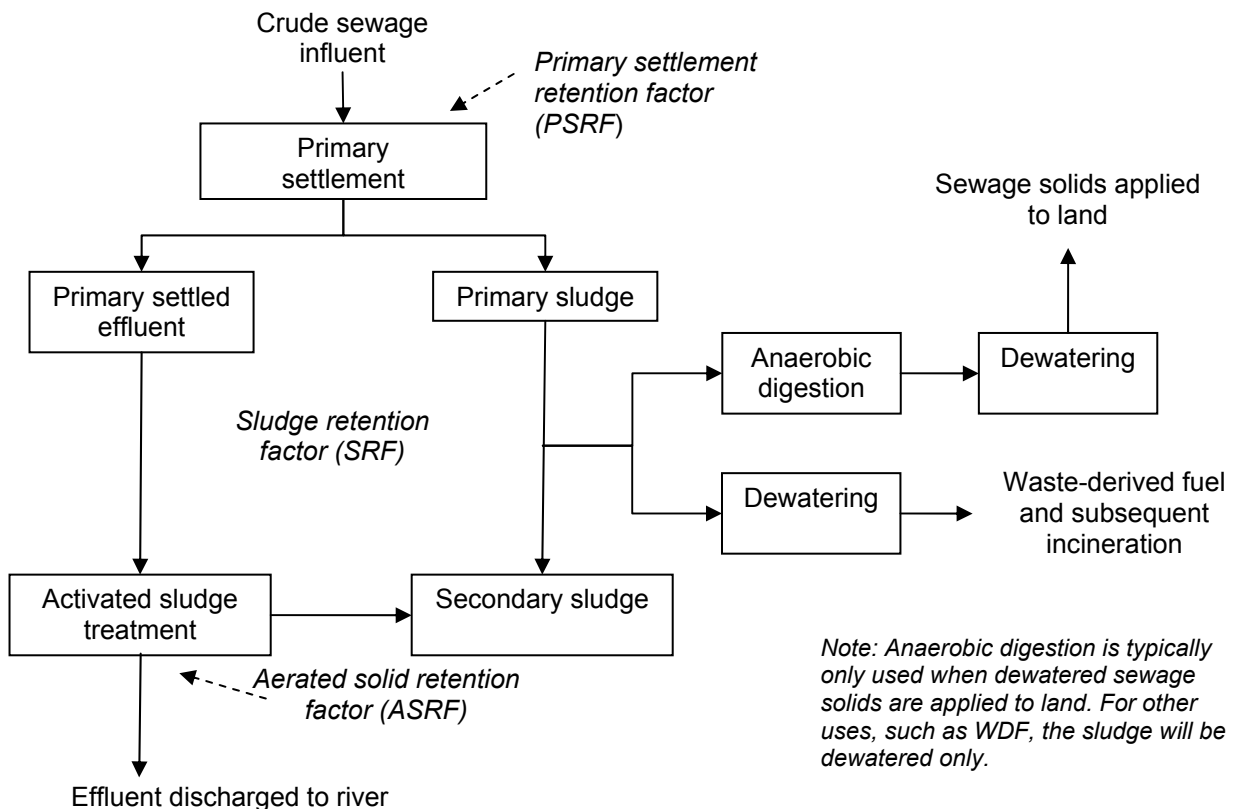 Crude sewage
influent
Primary settlement
retention factor
(PSRF)
Primary
settlement
Sewage solids applied
to land
Primary settled
effluent
Primary sludge
Anaerobic
digestion
Dewatering
Sludge retention
factor (SRF)
Dewatering
Waste-derived fuel
and subsequent
incineration
Activated sludge
treatment
Secondary sludge
Aerated solid retention
factor (ASRF)
Note: Anaerobic digestion is typically
only used when dewatered sewage
solids are applied to land. For other
uses, such as WDF, the sludge will be
dewatered only.
Effluent discharged to river